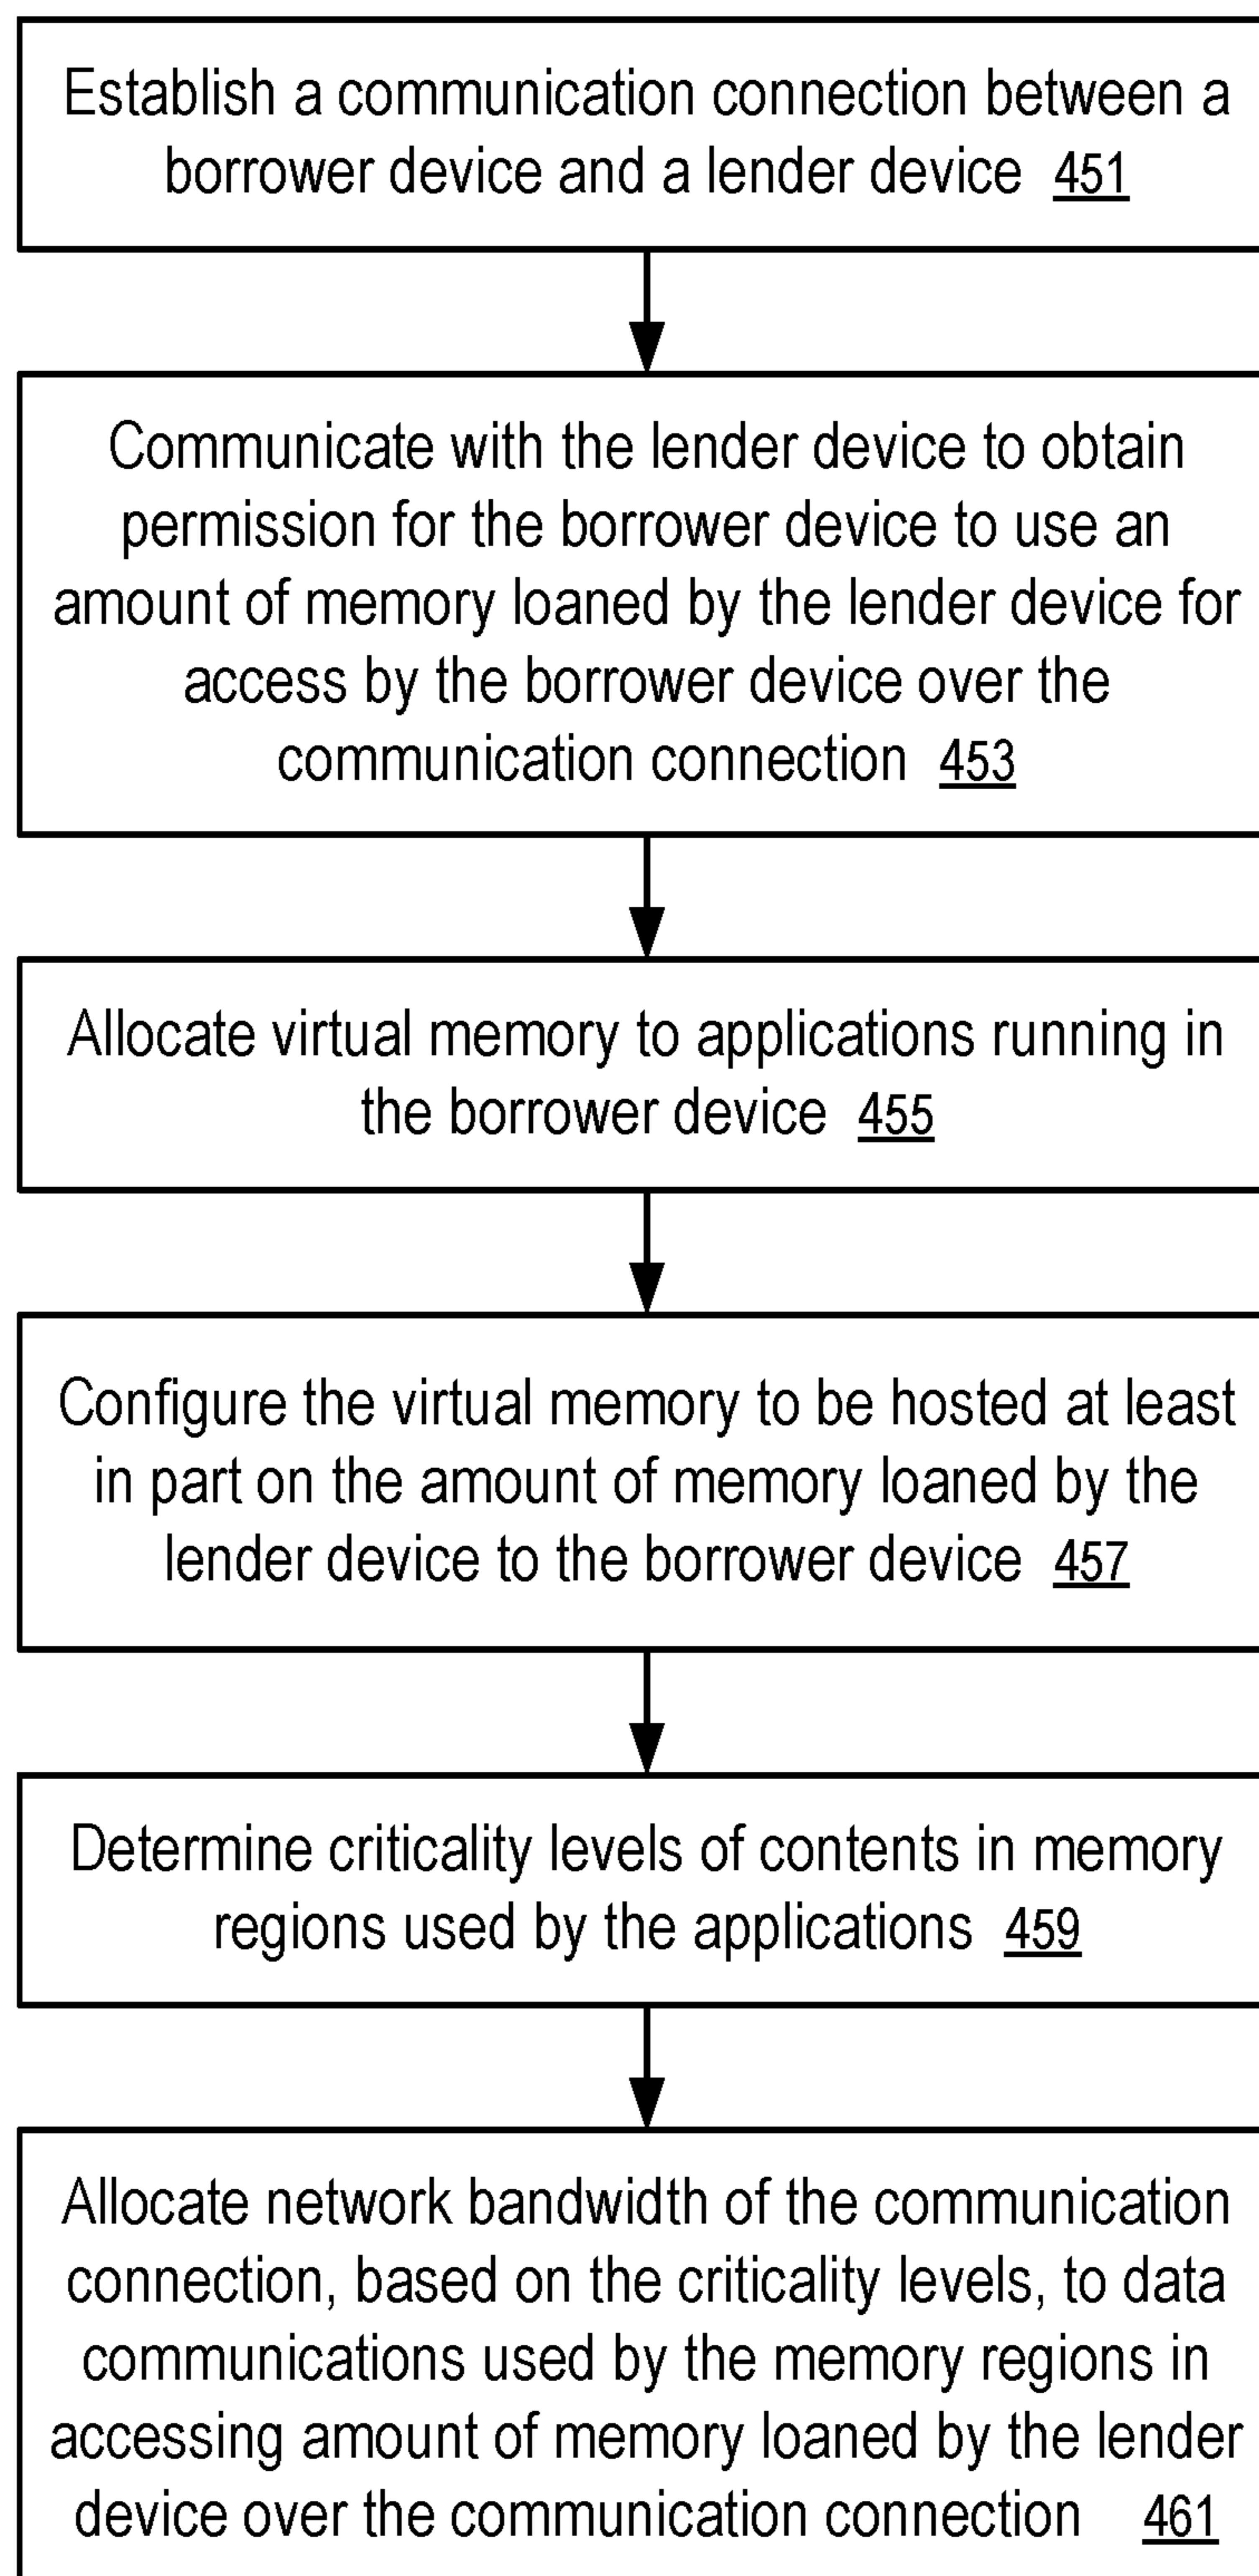 Establish a communication connection between a
borrower device and a lender device 451
Communicate with the lender device to obtain
permission for the borrower device to use an
amount of memory loaned by the lender device for
access by the borrower device over the
communication connection 453
Allocate virtual memory to applications running in
the borrower device 455
Configure the virtual memory to be hosted at least
in part on the amount of memory loaned by the
lender device to the borrower device 457
Determine criticality levels of contents in memory
regions used by the applications 459
Allocate network bandwidth of the communication
connection, based on the criticality levels, to data
communications used by the memory regions in
accessing amount of memory loaned by the lender
device over the communication connection 461